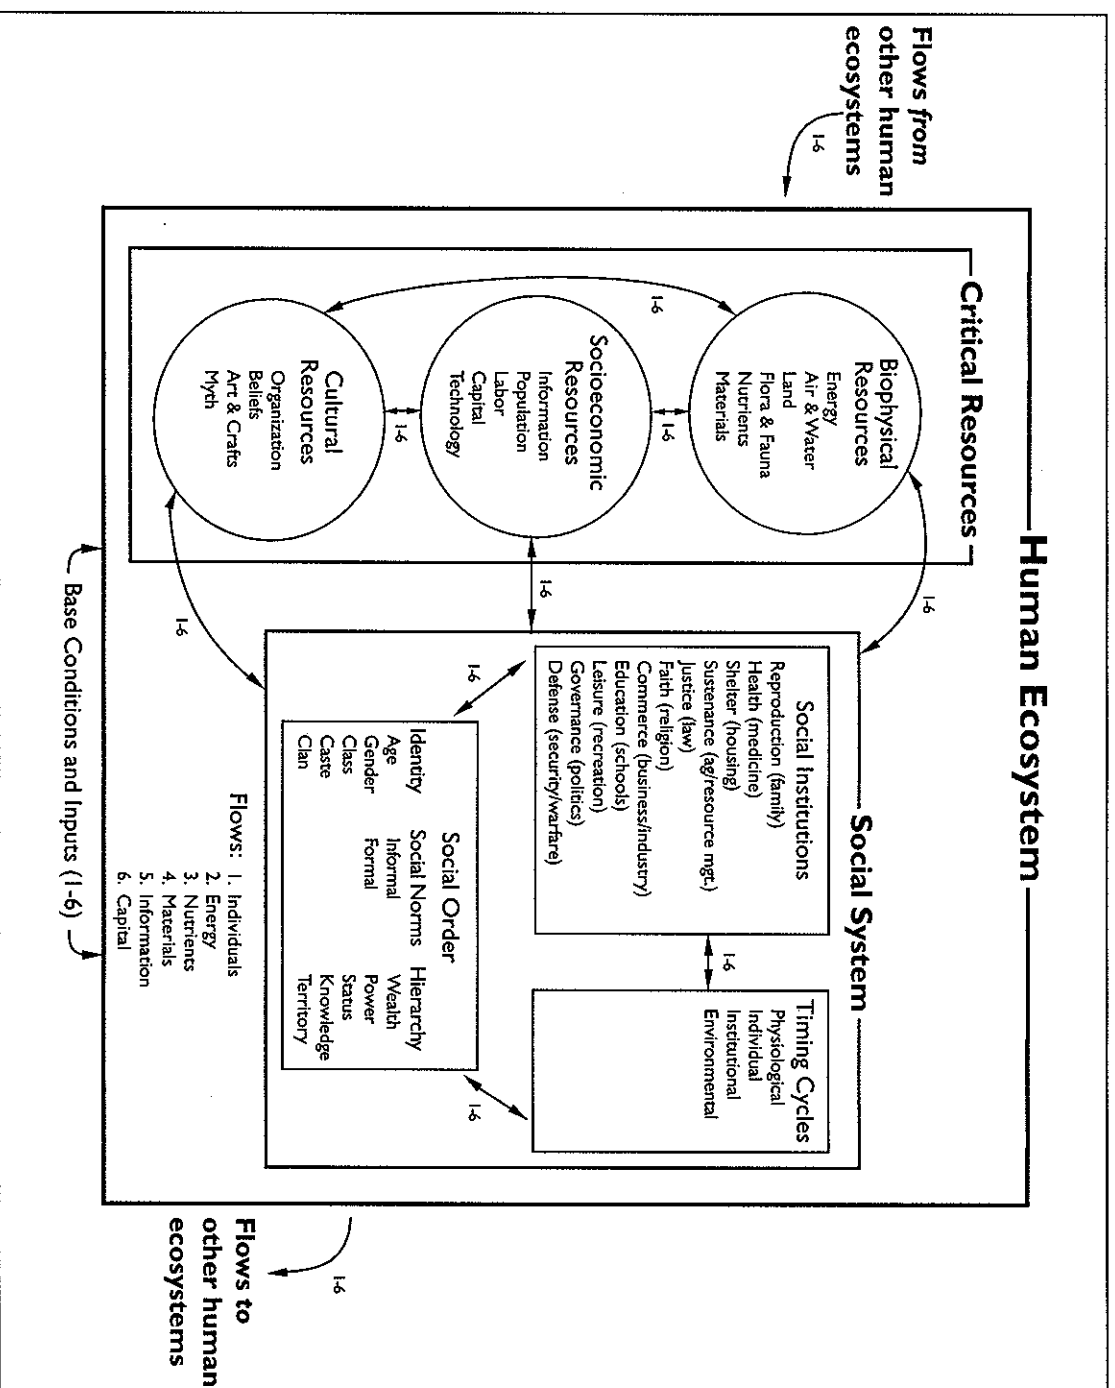 Flows from
other human
ecosystems
1-6
Human Ecosystem
Critical Resources
Biophysical
Resources
Energy
Air & Water
Land
Flora & Fauna
Nutrients
Materials
1-6
1-6
Socioeconomic
Resources
Information
Population
Labor
Capital
Technology
1-6
Cultural
Resources
Organization
Beliefs
Art & Crafts
Myth
1-6
1-6
1-6
Social System
Social Institutions
Reproduction (family)
Health (medicine)
Shelter (housing)
Sustenance (ag/resource mgt.)
Justice (law)
Faith (religion)
Commerce (business/industry)
Education (schools)
Leisure (recreation)
Governance (politics)
Defense (security/warfare)
1-6
Timing Cycles
Physiological
Individual
Institutional
Environmental
1-6
1-6
Social Order
Identity
Age
Gender
Class
Caste
Clan
Social Norms
Informal
Formal
Hierarchy
Wealth
Power
Status
Knowledge
Territory
Flows: 1. Individuals
2. Energy
3. Nutrients
4. Materials
5. Information
6. Capital
Base Conditions and Inputs (1-6)
1-6
Flows to
other human
ecosystems